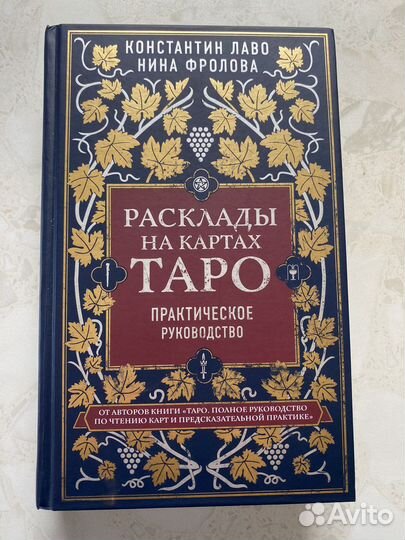 КОНСТАНТИН ЛАВО
НИНА ФРОЛОВА
РАСКЛАДЫ
НА КАРТАХ
ТАРО
ПРАКТИЧЕСКОЕ
РУКОВОДСТВО
ОТ АВТОРОВ КНИГИ «ТАРО. ПОЛНОЕ РУКОВОДСТВО
ПО ЧТЕНИЮ КАРТ И ПРЕДСКАЗАТЕЛЬНОЙ ПРАКТИКЕ»
Avito